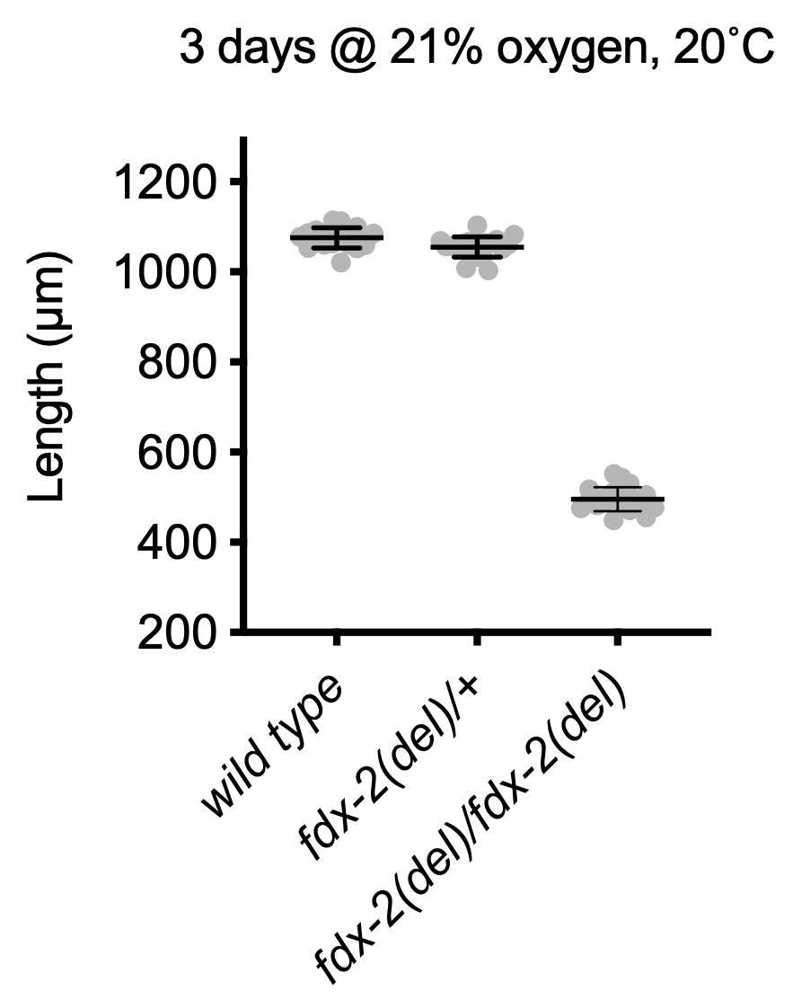 3 days @ 21% oxygen, 20˚C
Length (μm)
1200
1000
800
600
400
200
wild type
fdx-2(del)/+
fdx-2(del)/fdx-2(del)